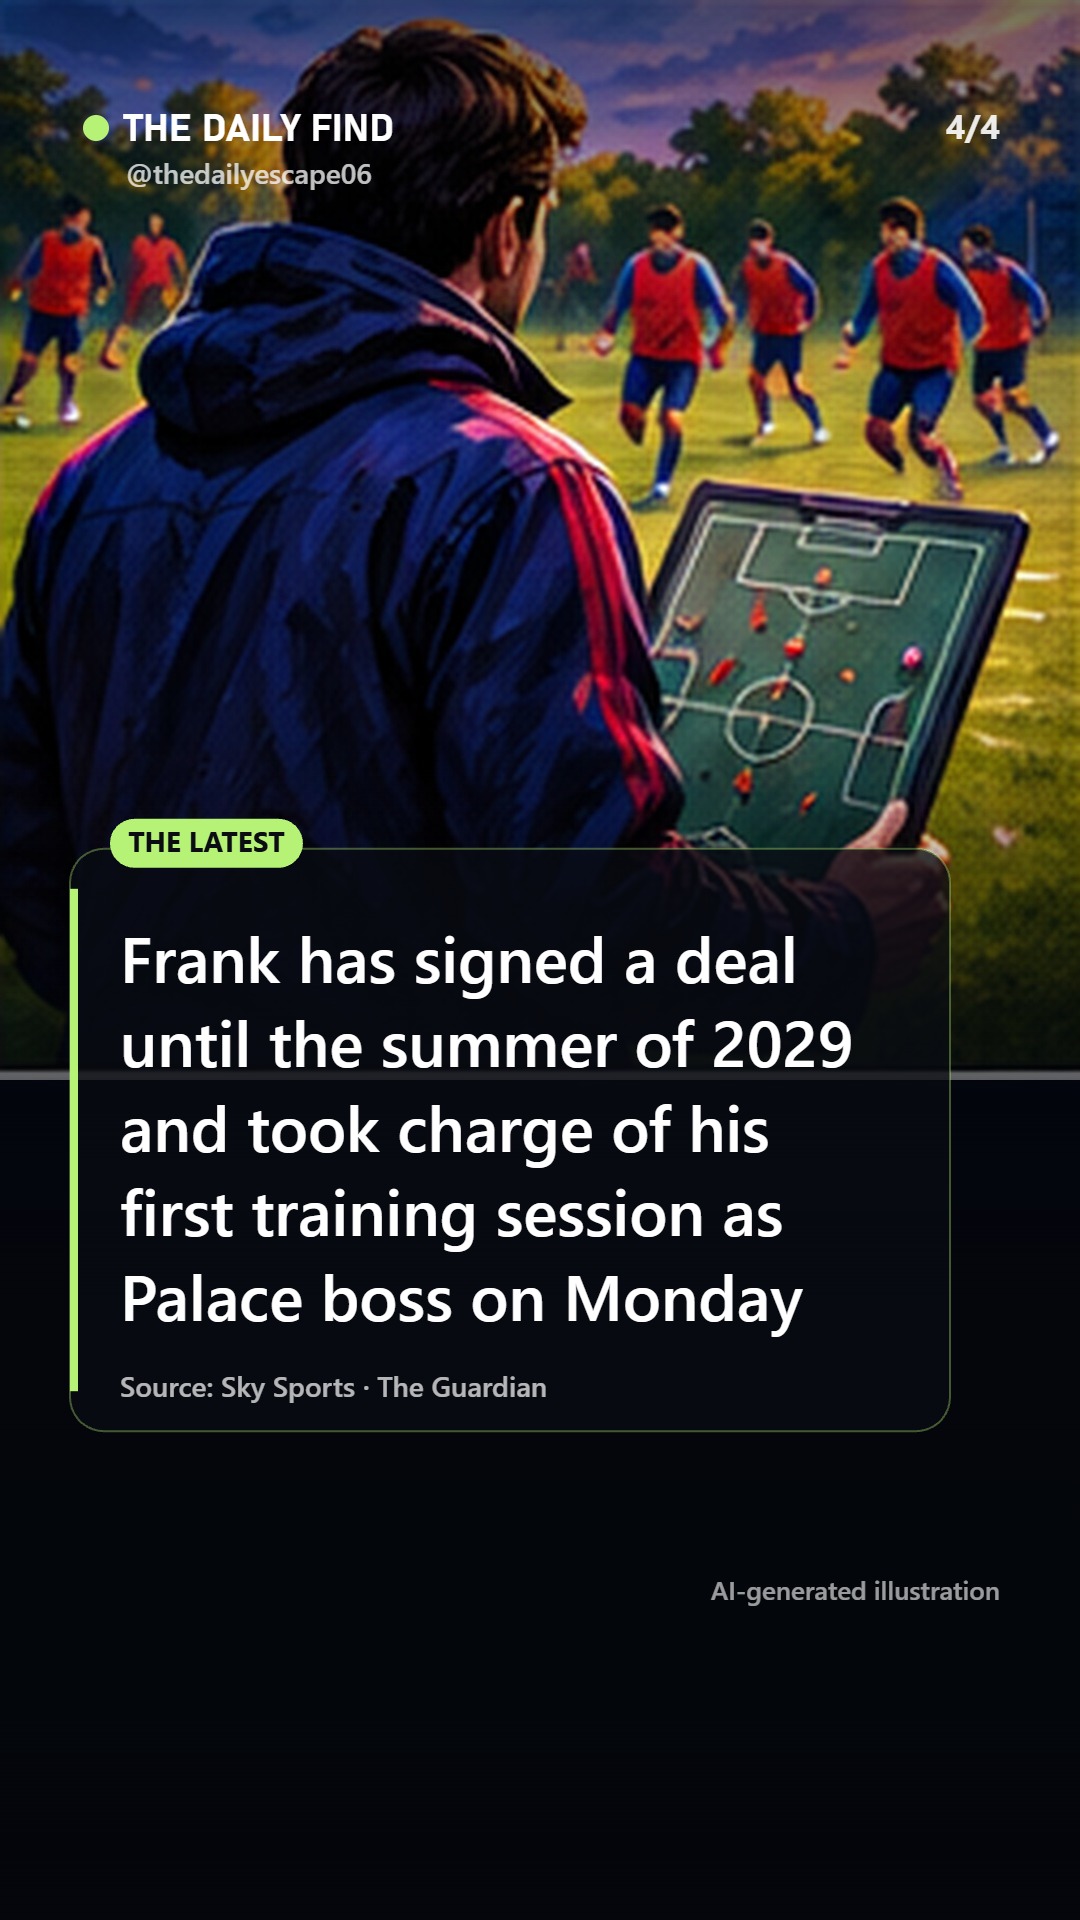 THE DAILY FIND
4/4
@thedailyescape06
THE LATEST
Frank has signed a deal
until the summer of 2029
and took charge of his
first training session as
Palace boss on Monday
Source: Sky Sports · The Guardian
AI-generated illustration